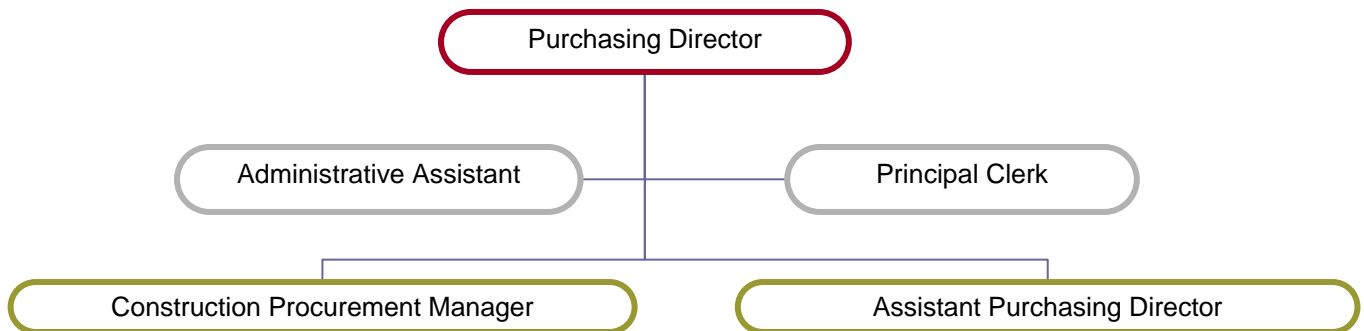 Purchasing Director
Administrative Assistant
Principal Clerk
Construction Procurement Manager
Assistant Purchasing Director